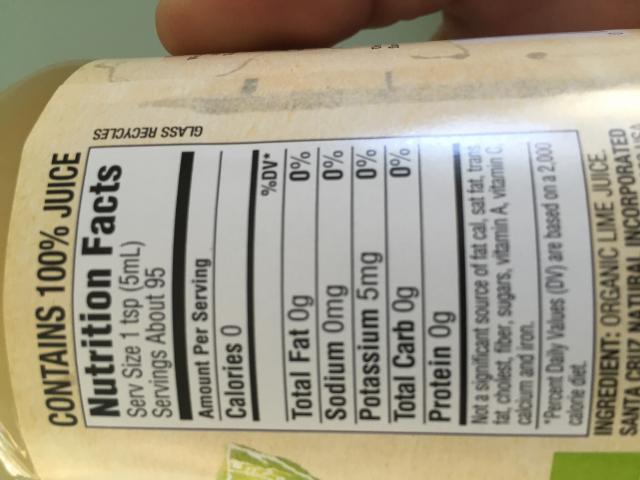 GLASS RECYCLES
CONTAINS 100% JUICE
Nutrition Facts
Serv Size 1 tsp (5mL)
Servings About 95
Amount Per Serving
Calories 0
%DV*
Total Fat 0g 0%
Sodium 0mg 0%
Potassium 5mg 0%
Total Carb 0g 0%
Protein 0g
Not a significant source of fat cal, sat fat, trans
fat, cholest, fiber, sugars, vitamin A, vitamin C,
calcium and iron.
*Percent Daily Values (DV) are based on a 2,000
calorie diet.
INGREDIENT: ORGANIC LIME JUICE.
SANTA CRUZ NATURAL INCORPORATED